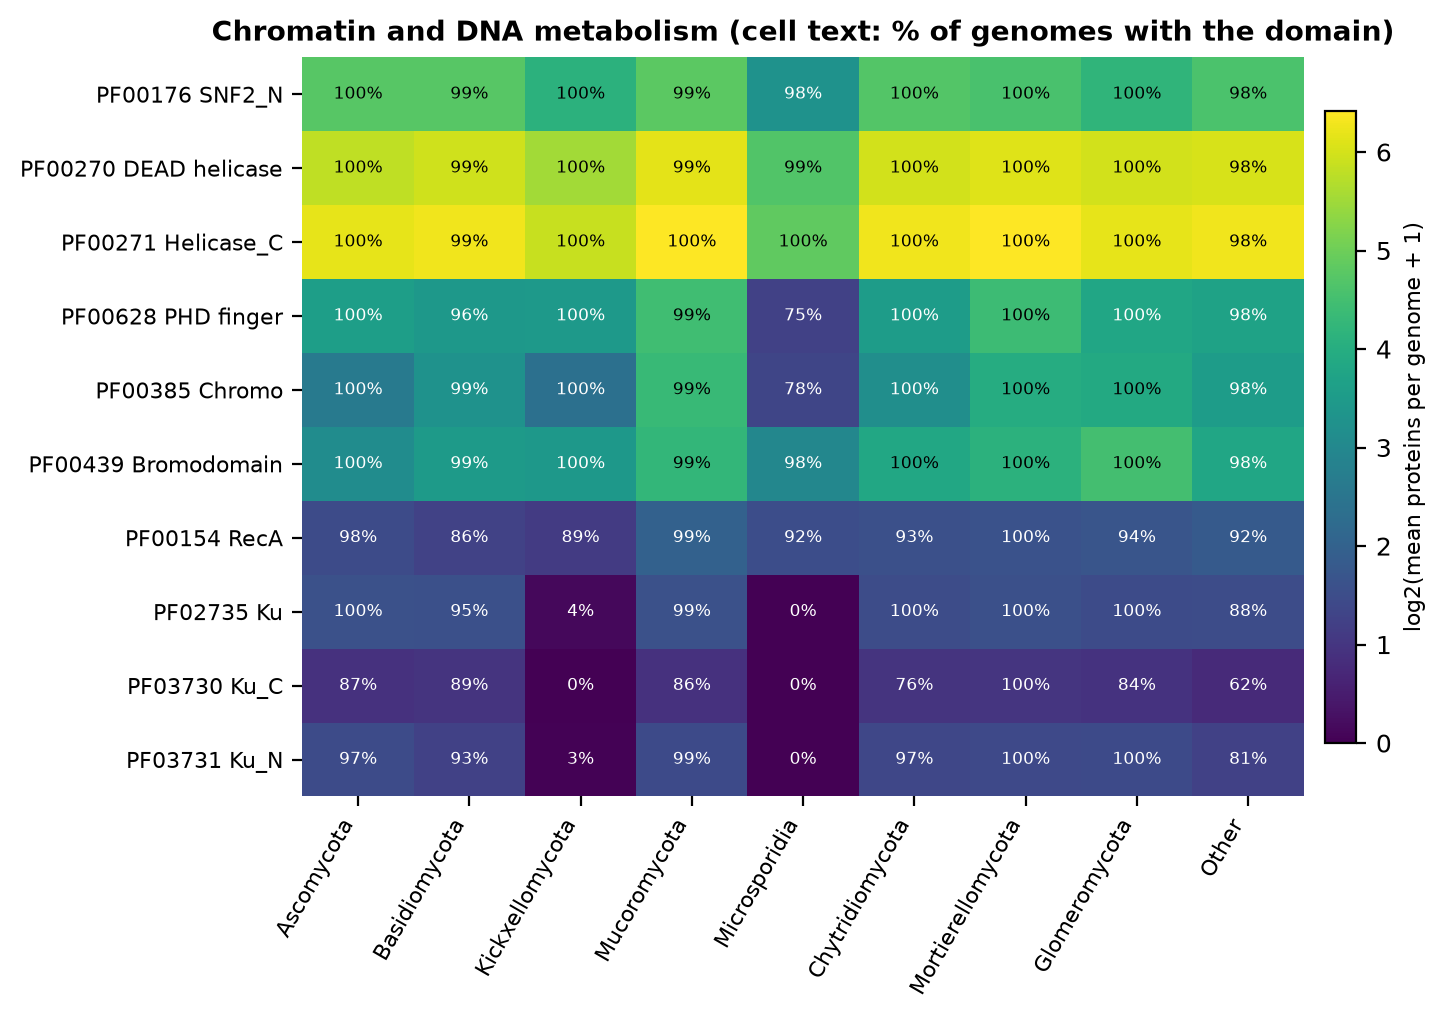 Chromatin and DNA metabolism (cell text: % of genomes with the domain)
PF00176 SNF2_N 100% 99% 100% 99% 98% 100% 100% 100% 98%
PF00270 DEAD helicase 100% 99% 100% 99% 99% 100% 100% 100% 98%
PF00271 Helicase_C 100% 99% 100% 100% 100% 100% 100% 100% 98%
PF00628 PHD finger 100% 96% 100% 99% 75% 100% 100% 100% 98%
PF00385 Chromo 100% 99% 100% 99% 78% 100% 100% 100% 98%
PF00439 Bromodomain 100% 99% 100% 99% 98% 100% 100% 100% 98%
PF00154 RecA 98% 86% 89% 99% 92% 93% 100% 94% 92%
PF02735 Ku 100% 95% 4% 99% 0% 100% 100% 100% 88%
PF03730 Ku_C 87% 89% 0% 86% 0% 76% 100% 84% 62%
PF03731 Ku_N 97% 93% 3% 99% 0% 97% 100% 100% 81%
Ascomycota
Basidiomycota
Kickxellomycota
Mucoromycota
Microsporidia
Chytridiomycota
Mortierellomycota
Glomeromycota
Other
6
5
4
3
2
1
0
log2(mean proteins per genome + 1)